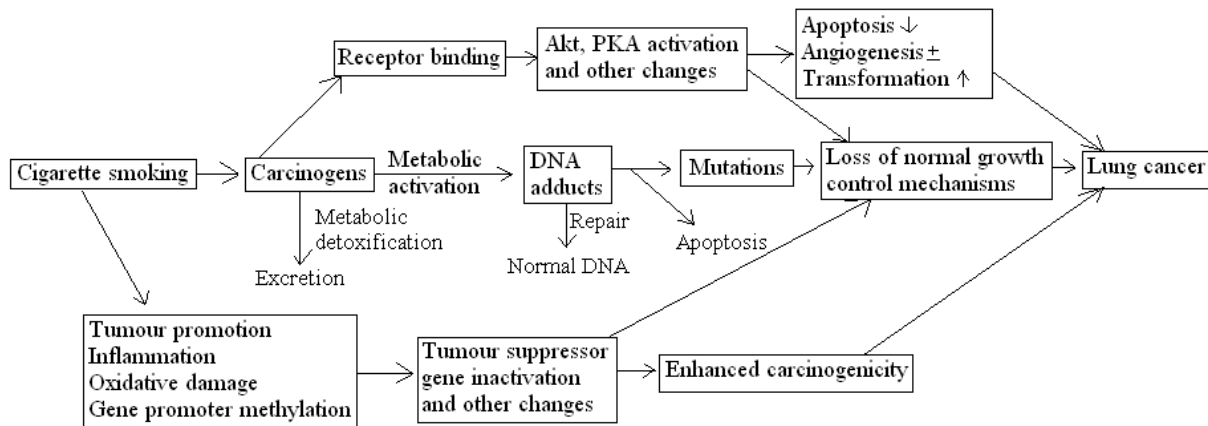 Receptor binding
Akt, PKA activation
and other changes
Apoptosis ↓
Angiogenesis ±
Transformation ↑
Cigarette smoking
Carcinogens
Metabolic
activation
DNA
adducts
Mutations
Loss of normal growth
control mechanisms
Lung cancer
Metabolic
detoxification
Excretion
Repair
Normal DNA
Apoptosis
Tumour promotion
Inflammation
Oxidative damage
Gene promoter methylation
Tumour suppressor
gene inactivation
and other changes
Enhanced carcinogenicity